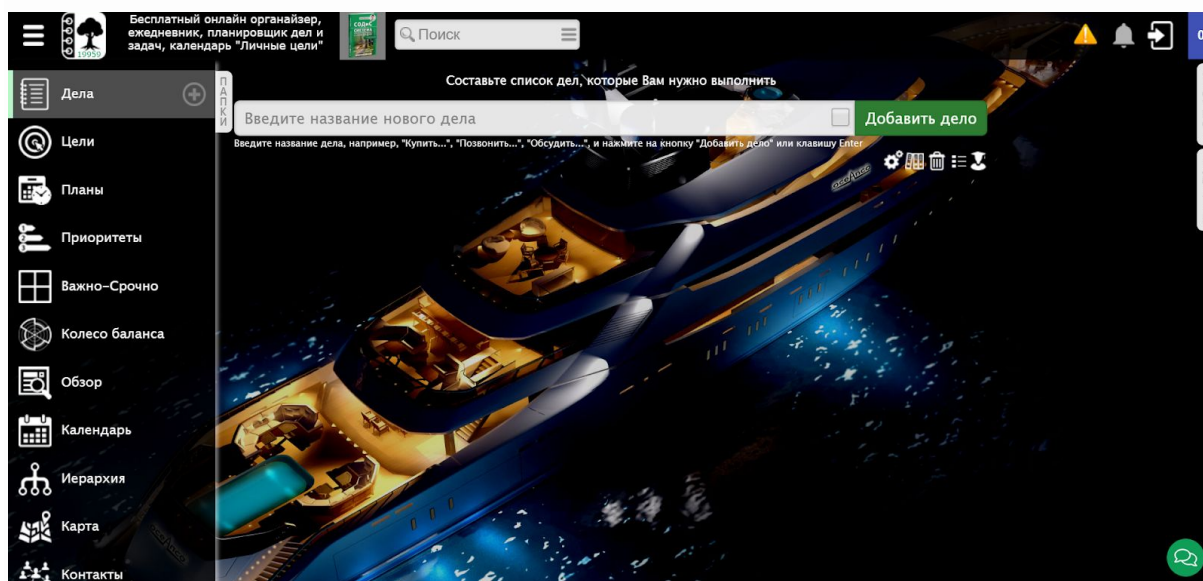 Бесплатный онлайн органайзер,
ежедневник, планировщик дел и
задач, календарь "Личные цели"
19959
Поиск
Дела
ПАПКИ
Составьте список дел, которые Вам нужно выполнить
Введите название нового дела
Добавить дело
Введите название дела, например, "Купить...", "Позвонить...", "Обсудить...", и нажмите на кнопку "Добавить дело" или клавишу Enter
Цели
Планы
Приоритеты
Важно-Срочно
Колесо баланса
Обзор
Календарь
Иерархия
Карта
Контакты